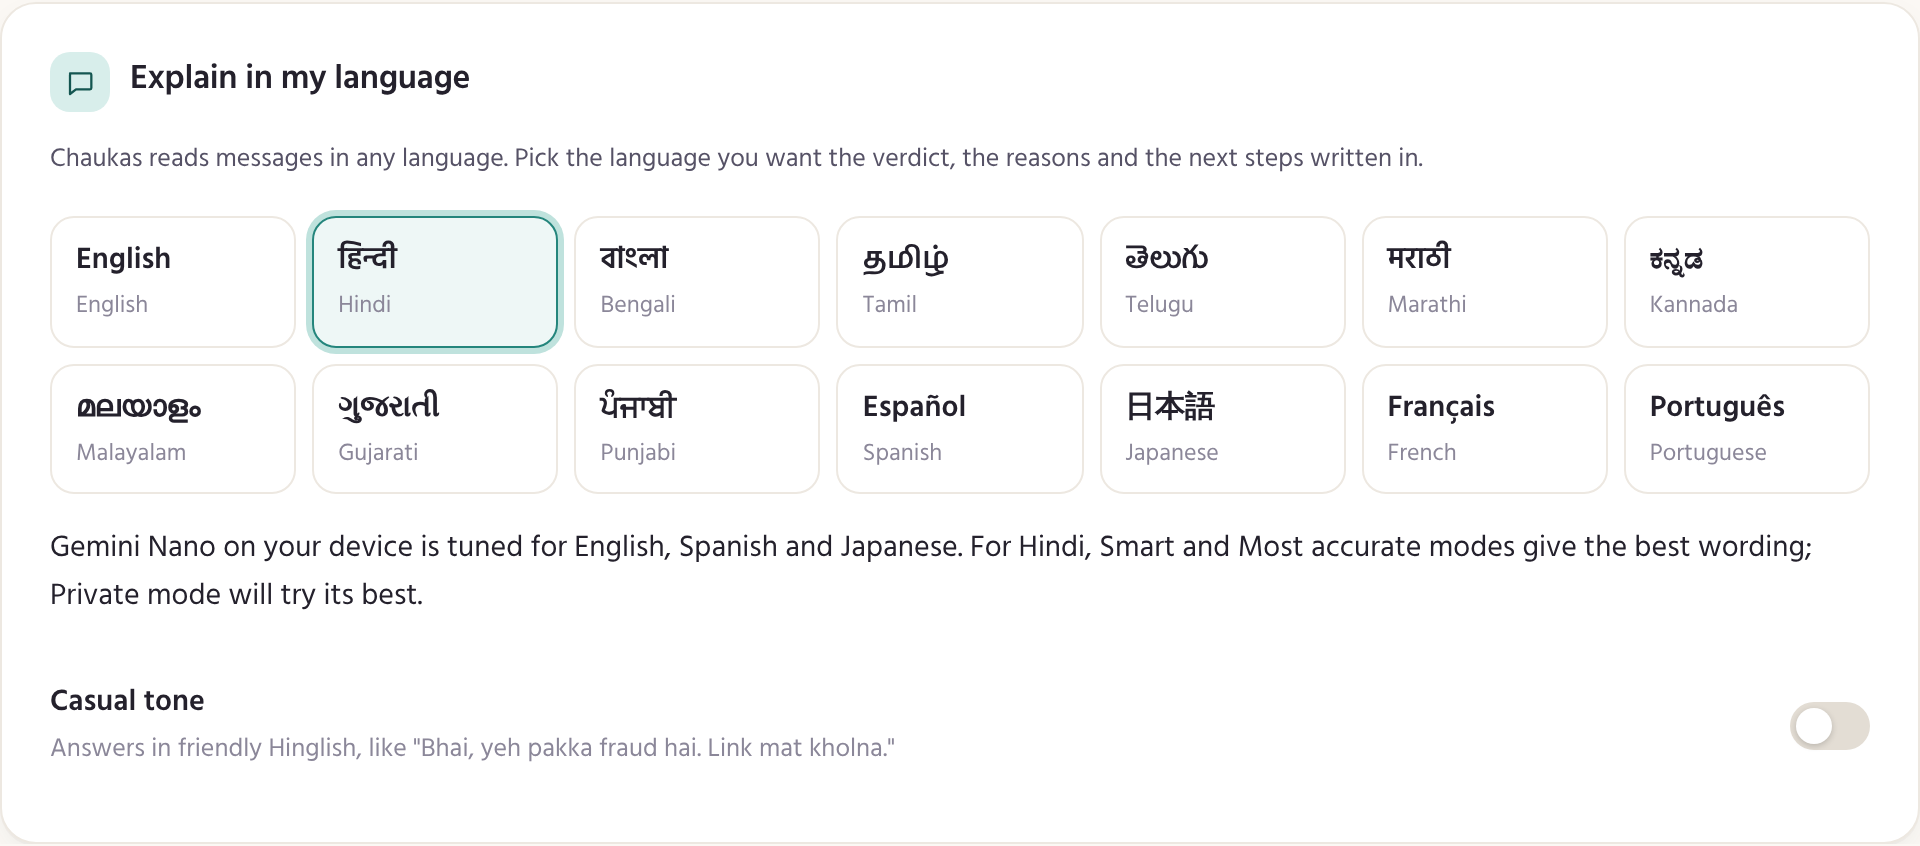 Explain in my language
Chaukas reads messages in any language. Pick the language you want the verdict, the reasons and the next steps written in.
English
English
हिन्दी
Hindi
বাংলা
Bengali
தமிழ்
Tamil
తెలుగు
Telugu
मराठी
Marathi
ಕನ್ನಡ
Kannada
മലയാളം
Malayalam
ગુજરાતી
Gujarati
ਪੰਜਾਬੀ
Punjabi
Español
Spanish
日本語
Japanese
Français
French
Português
Portuguese
Gemini Nano on your device is tuned for English, Spanish and Japanese. For Hindi, Smart and Most accurate modes give the best wording;
Private mode will try its best.
Casual tone
Answers in friendly Hinglish, like "Bhai, yeh pakka fraud hai. Link mat kholna."